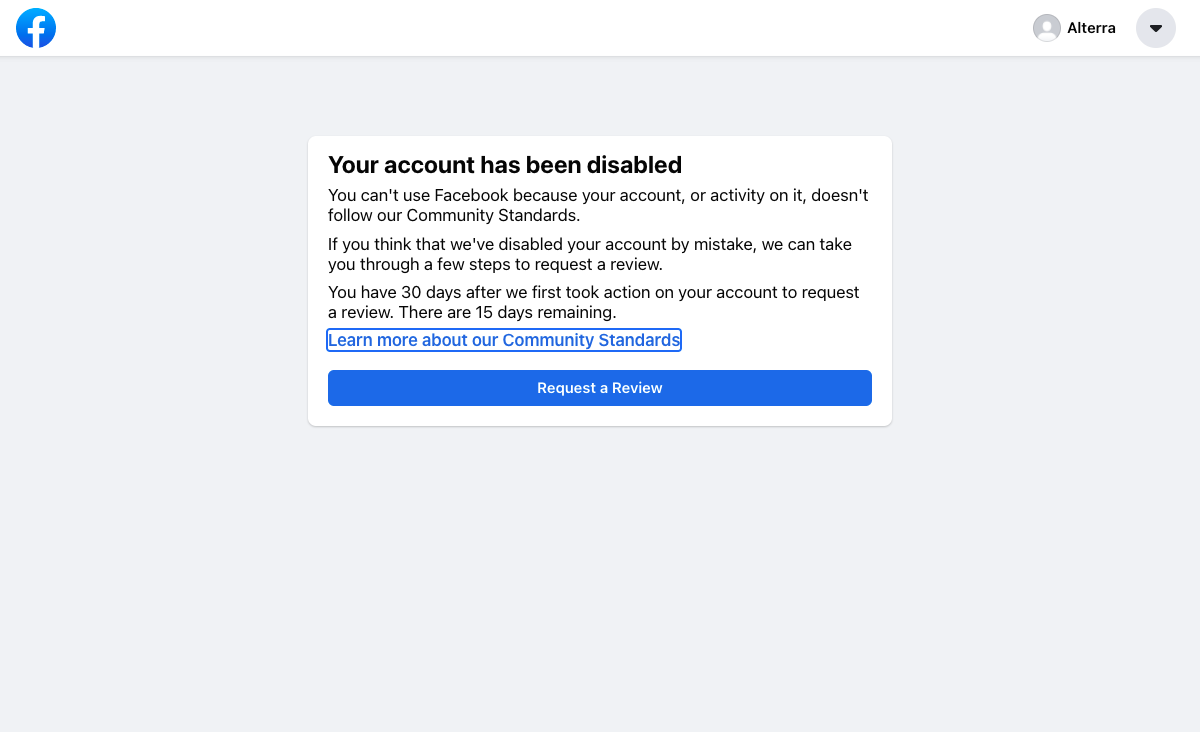 Alterra
Your account has been disabled
You can't use Facebook because your account, or activity on it, doesn't
follow our Community Standards.
If you think that we've disabled your account by mistake, we can take
you through a few steps to request a review.
You have 30 days after we first took action on your account to request
a review. There are 15 days remaining.
Learn more about our Community Standards
Request a Review